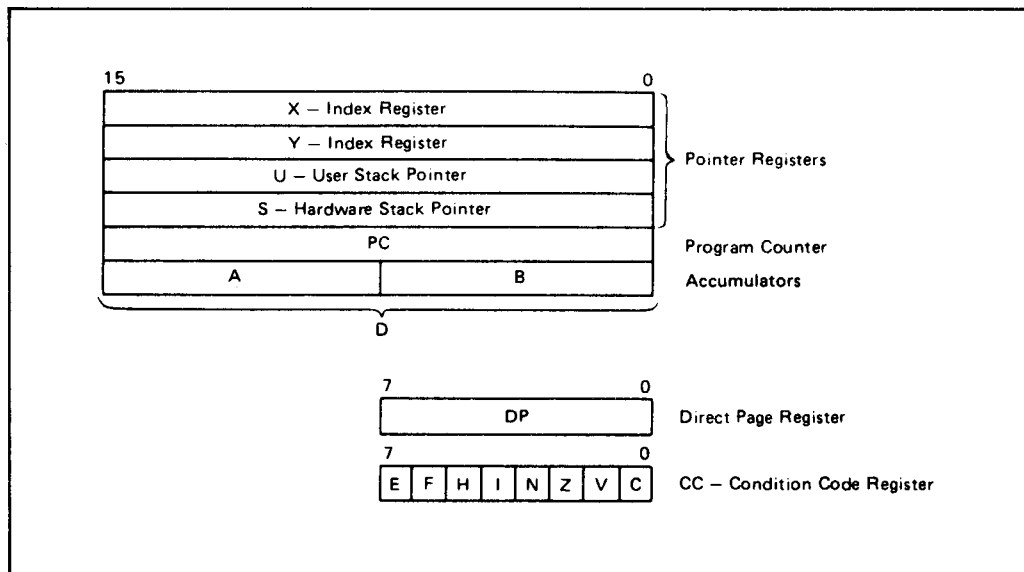 15 0
X – Index Register
Y – Index Register
U – User Stack Pointer
S – Hardware Stack Pointer
Pointer Registers
PC Program Counter
A B Accumulators
D
7 0
DP Direct Page Register
7 0
E F H I N Z V C CC – Condition Code Register